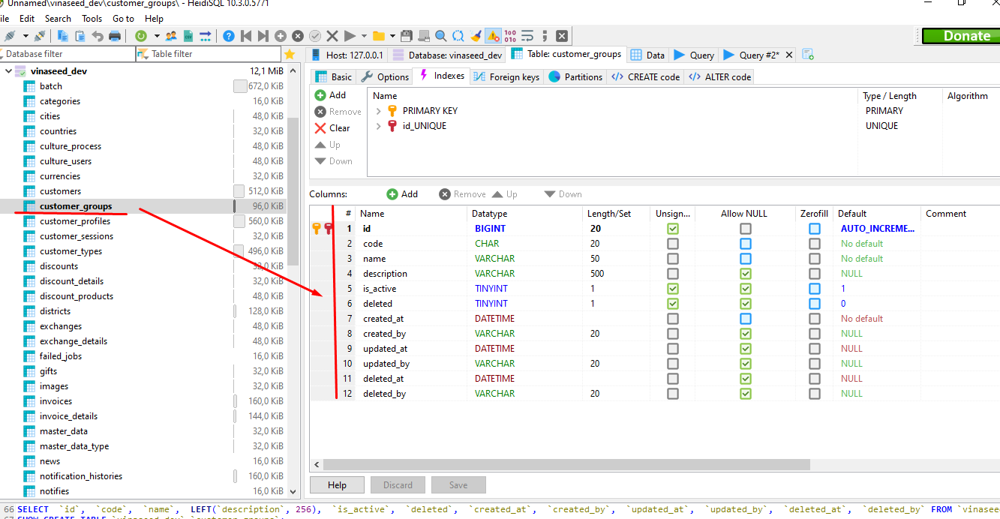 Unnamed\vinaseed_dev\customer_groups\ - HeidiSQL 10.3.0.5771
Edit Search Tools Go to Help
Donate
Database filter
Table filter
Host: 127.0.0.1
Database: vinaseed_dev
Table: customer_groups
Data
Query
Query #2*
vinaseed_dev 12,1 MiB
batch 672,0 KiB
categories 16,0 KiB
cities 48,0 KiB
countries 32,0 KiB
culture_process 48,0 KiB
culture_users 48,0 KiB
currencies 32,0 KiB
customers 512,0 KiB
customer_groups 96,0 KiB
customer_profiles 560,0 KiB
customer_sessions 32,0 KiB
customer_types 496,0 KiB
discounts 32,0 KiB
discount_details 32,0 KiB
discount_products 48,0 KiB
districts 128,0 KiB
exchanges 48,0 KiB
exchange_details 48,0 KiB
failed_jobs 16,0 KiB
gifts 32,0 KiB
images 32,0 KiB
invoices 160,0 KiB
invoice_details 144,0 KiB
master_data 32,0 KiB
master_data_type 32,0 KiB
news 16,0 KiB
notification_histories 160,0 KiB
notifies 16,0 KiB
Basic Options Indexes Foreign keys Partitions CREATE code ALTER code
Add
Remove
Clear
Up
Down
Name Type / Length Algorithm
PRIMARY KEY PRIMARY
id_UNIQUE UNIQUE
Columns: Add Remove Up Down
# Name Datatype Length/Set Unsign... Allow NULL Zerofill Default Comment
1 id BIGINT 20 AUTO_INCREME...
2 code CHAR 20 No default
3 name VARCHAR 50 No default
4 description VARCHAR 500 NULL
5 is_active TINYINT 1 1
6 deleted TINYINT 1 0
7 created_at DATETIME No default
8 created_by VARCHAR 20 NULL
9 updated_at DATETIME NULL
10 updated_by VARCHAR 20 NULL
11 deleted_at DATETIME NULL
12 deleted_by VARCHAR 20 NULL
Help Discard Save
66 SELECT `id`, `code`, `name`, LEFT(`description`, 256), `is_active`, `deleted`, `created_at`, `created_by`, `updated_at`, `updated_by`, `deleted_at`, `deleted_by` FROM `vinaseed
67 SHOW CREATE TABLE `vinaseed_dev`.`customer_groups`;